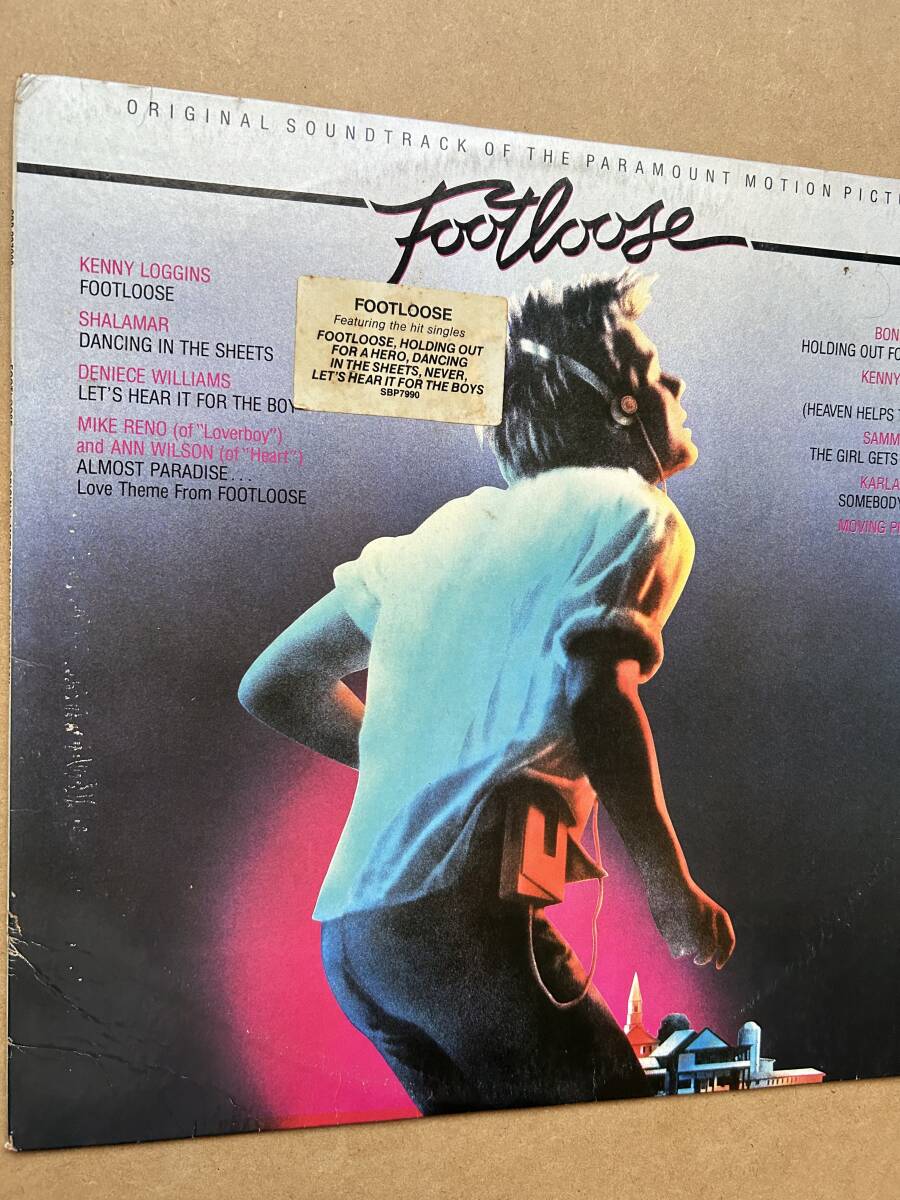 ORIGINAL SOUNDTRACK OF THE PARAMOUNT MOTION PICTU
Footloose
KENNY LOGGINS
FOOTLOOSE
SHALAMAR
DANCING IN THE SHEETS
DENIECE WILLIAMS
LET'S HEAR IT FOR THE BOY
MIKE RENO (of "Loverboy")
and ANN WILSON (of "Heart")
ALMOST PARADISE...
Love Theme From FOOTLOOSE
FOOTLOOSE
Featuring the hit singles
FOOTLOOSE, HOLDING OUT
FOR A HERO, DANCING
IN THE SHEETS, NEVER,
LET'S HEAR IT FOR THE BOYS
SBP7990
BON
HOLDING OUT FO
KENNY
(HEAVEN HELPS
SAMM
THE GIRL GETS
KARLA
SOMEBODY
MOVING P